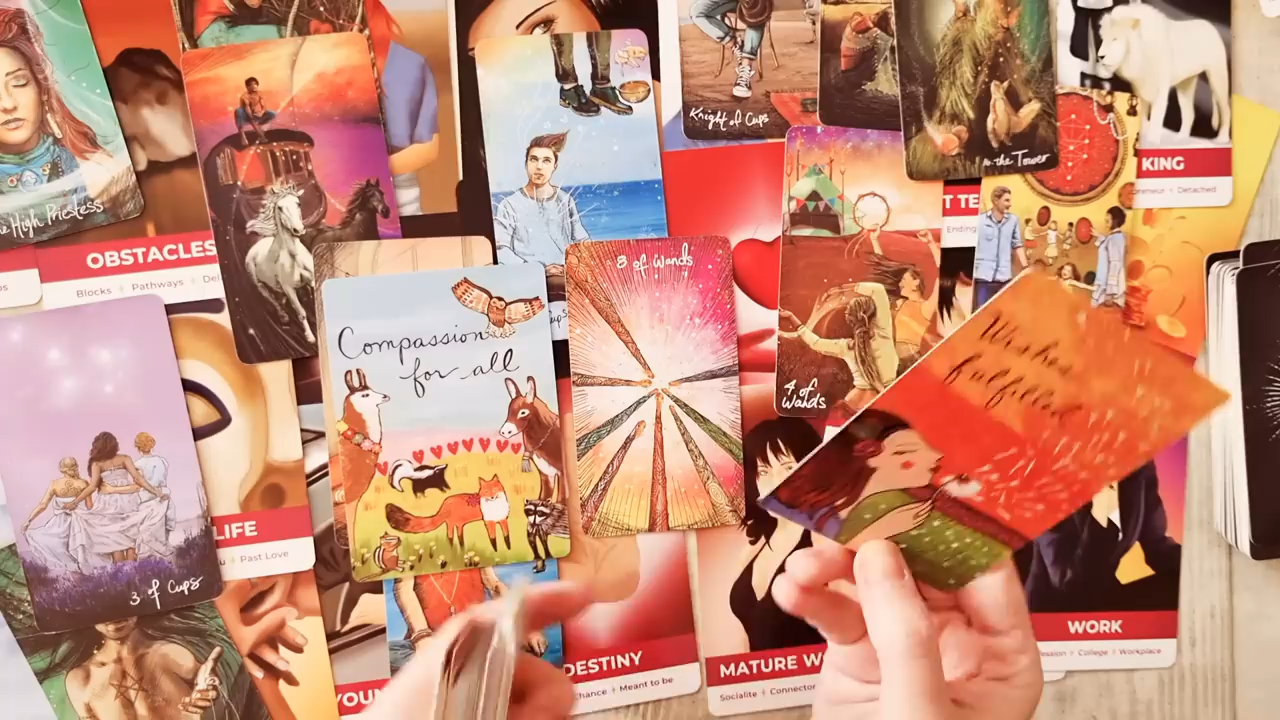 The High Priestess
Knight of Cups
the Tower
KING
Detached
OBSTACLES
Blocks Pathways
Ending
8 of Wands
Compassion
for all
4 of
Wands
Wishes
fulfilled
3 of Cups
LIFE
Past Love
DESTINY
Chance Meant to be
MATURE
Socialite Connector
WORK
College Workplace